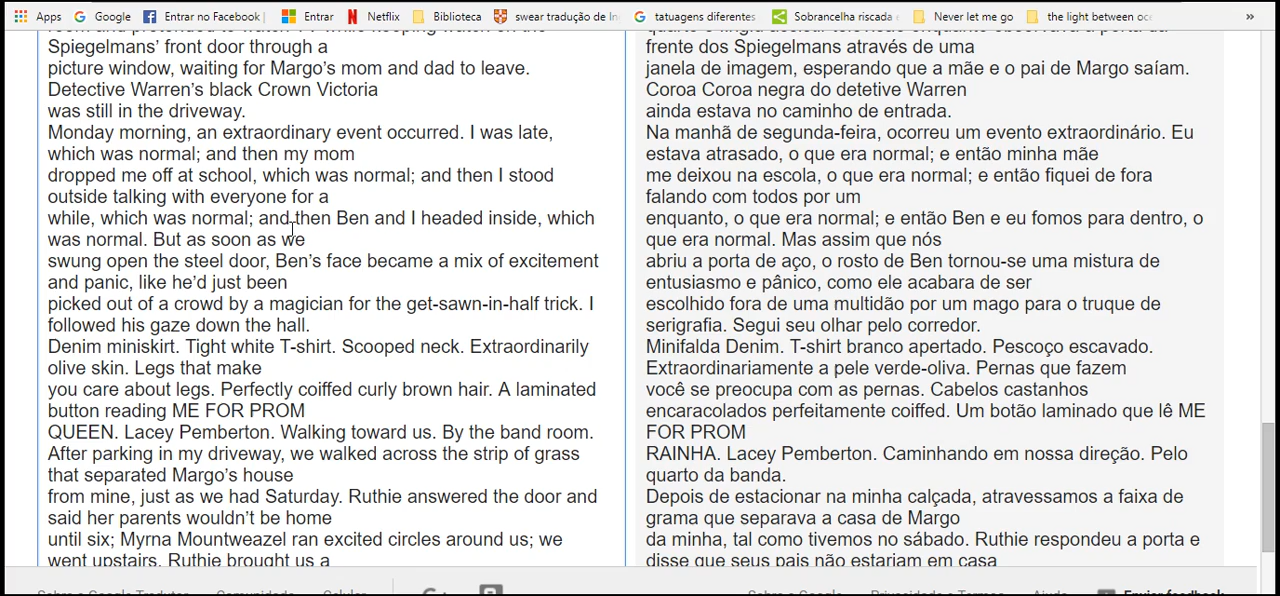 Apps Google Entrar no Facebook Entrar Netflix Biblioteca swear tradução de In tatuagens diferentes Sobrancelha riscada Never let me go the light between oce »
Spiegelmans’ front door through a
picture window, waiting for Margo’s mom and dad to leave.
Detective Warren’s black Crown Victoria
was still in the driveway.
Monday morning, an extraordinary event occurred. I was late,
which was normal; and then my mom
dropped me off at school, which was normal; and then I stood
outside talking with everyone for a
while, which was normal; and then Ben and I headed inside, which
was normal. But as soon as we
swung open the steel door, Ben’s face became a mix of excitement
and panic, like he’d just been
picked out of a crowd by a magician for the get-sawn-in-half trick. I
followed his gaze down the hall.
Denim miniskirt. Tight white T-shirt. Scooped neck. Extraordinarily
olive skin. Legs that make
you care about legs. Perfectly coiffed curly brown hair. A laminated
button reading ME FOR PROM
QUEEN. Lacey Pemberton. Walking toward us. By the band room.
After parking in my driveway, we walked across the strip of grass
that separated Margo’s house
from mine, just as we had Saturday. Ruthie answered the door and
said her parents wouldn’t be home
until six; Myrna Mountweazel ran excited circles around us; we
went upstairs. Ruthie brought us a
frente dos Spiegelmans através de uma
janela de imagem, esperando que a mãe e o pai de Margo saíam.
Coroa Coroa negra do detetive Warren
ainda estava no caminho de entrada.
Na manhã de segunda-feira, ocorreu um evento extraordinário. Eu
estava atrasado, o que era normal; e então minha mãe
me deixou na escola, o que era normal; e então fiquei de fora
falando com todos por um
enquanto, o que era normal; e então Ben e eu fomos para dentro, o
que era normal. Mas assim que nós
abriu a porta de aço, o rosto de Ben tornou-se uma mistura de
entusiasmo e pânico, como ele acabara de ser
escolhido fora de uma multidão por um mago para o truque de
serigrafia. Segui seu olhar pelo corredor.
Minifalda Denim. T-shirt branco apertado. Pescoço escavado.
Extraordinariamente a pele verde-oliva. Pernas que fazem
você se preocupa com as pernas. Cabelos castanhos
encaracolados perfeitamente coiffed. Um botão laminado que lê ME
FOR PROM
RAINHA. Lacey Pemberton. Caminhando em nossa direção. Pelo
quarto da banda.
Depois de estacionar na minha calçada, atravessamos a faixa de
grama que separava a casa de Margo
da minha, tal como tivemos no sábado. Ruthie respondeu a porta e
disse que seus pais não estariam em casa